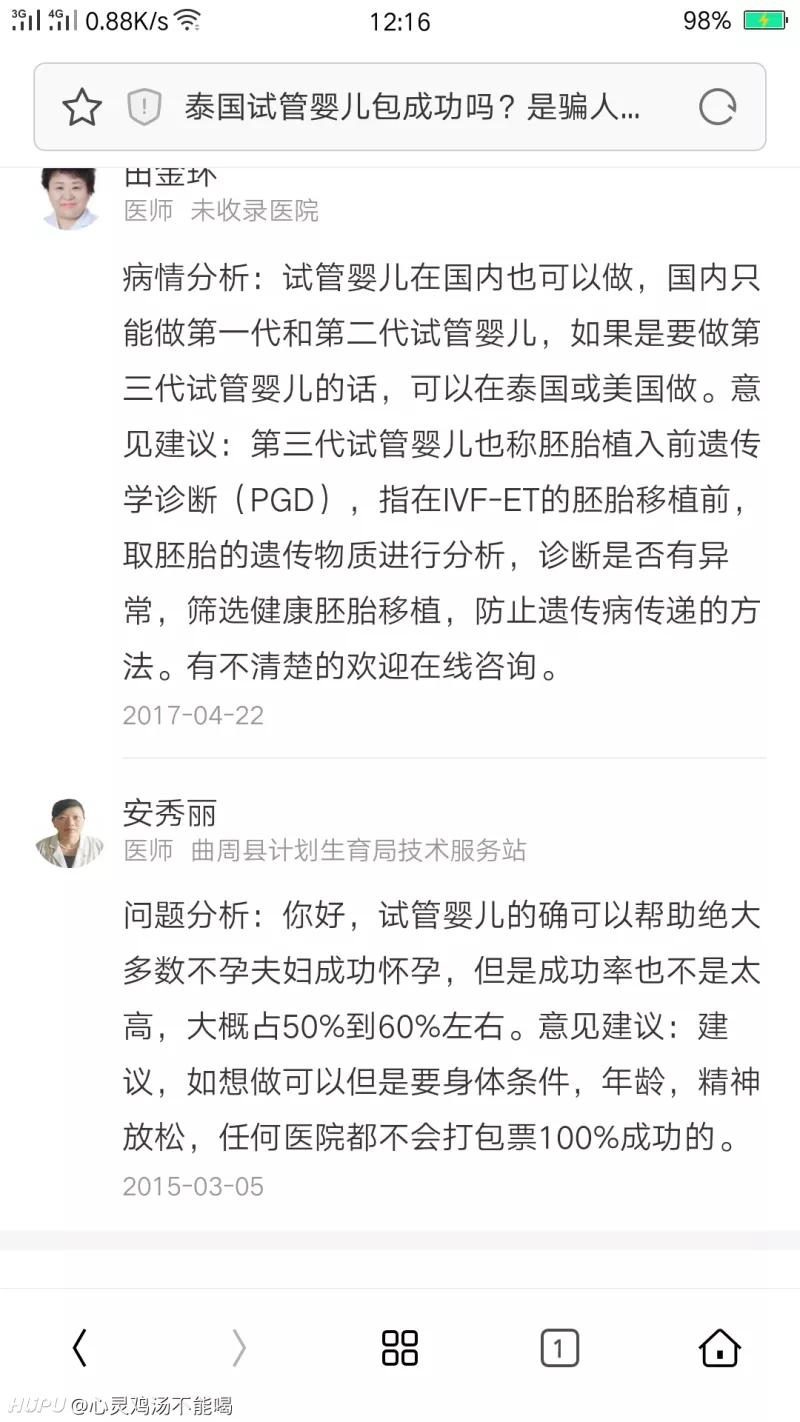 3G 4G 0.88K/s 12:16 98%
泰国试管婴儿包成功吗？是骗人...
田金环
医师 未收录医院
病情分析：试管婴儿在国内也可以做，国内只
能做第一代和第二代试管婴儿，如果是要做第
三代试管婴儿的话，可以在泰国或美国做。意
见建议：第三代试管婴儿也称胚胎植入前遗传
学诊断（PGD），指在IVF-ET的胚胎移植前，
取胚胎的遗传物质进行分析，诊断是否有异
常，筛选健康胚胎移植，防止遗传病传递的方
法。有不清楚的欢迎在线咨询。
2017-04-22
安秀丽
医师 曲周县计划生育局技术服务站
问题分析：你好，试管婴儿的确可以帮助绝大
多数不孕夫妇成功怀孕，但是成功率也不是太
高，大概占50%到60%左右。意见建议：建
议，如想做可以但是要身体条件，年龄，精神
放松，任何医院都不会打包票100%成功的。
2015-03-05
1
HUPU @心灵鸡汤不能喝